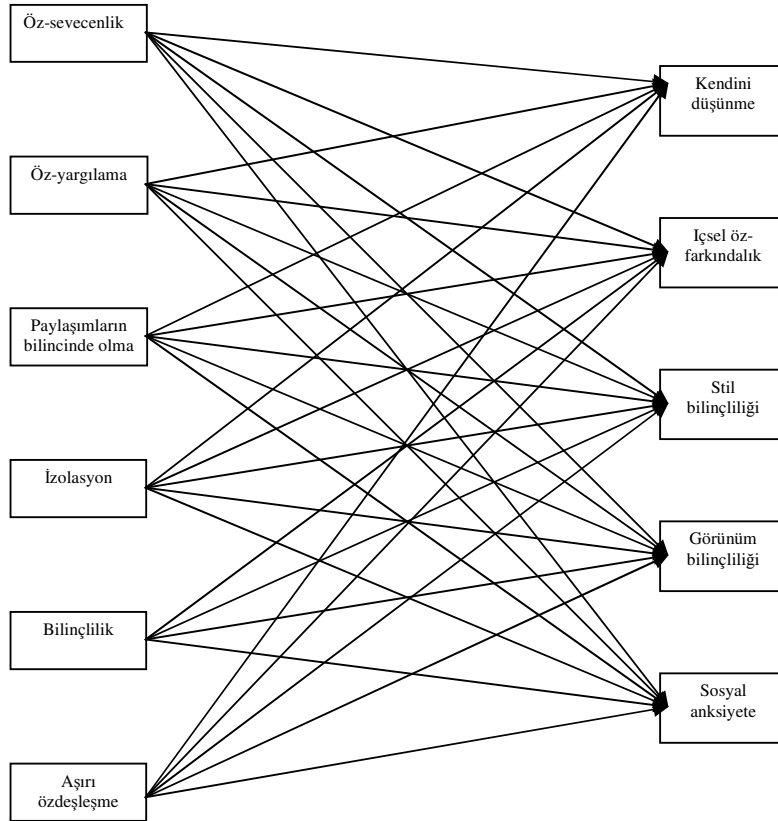 Öz-sevecenlik
Öz-yargılama
Paylaşımların
bilincinde olma
İzolasyon
Bilinçlilik
Aşırı
özdeşleşme
Kendini
düşünme
Içsel öz-
farkındalık
Stil
bilinçliliği
Görünüm
bilinçliliği
Sosyal
anksiyete